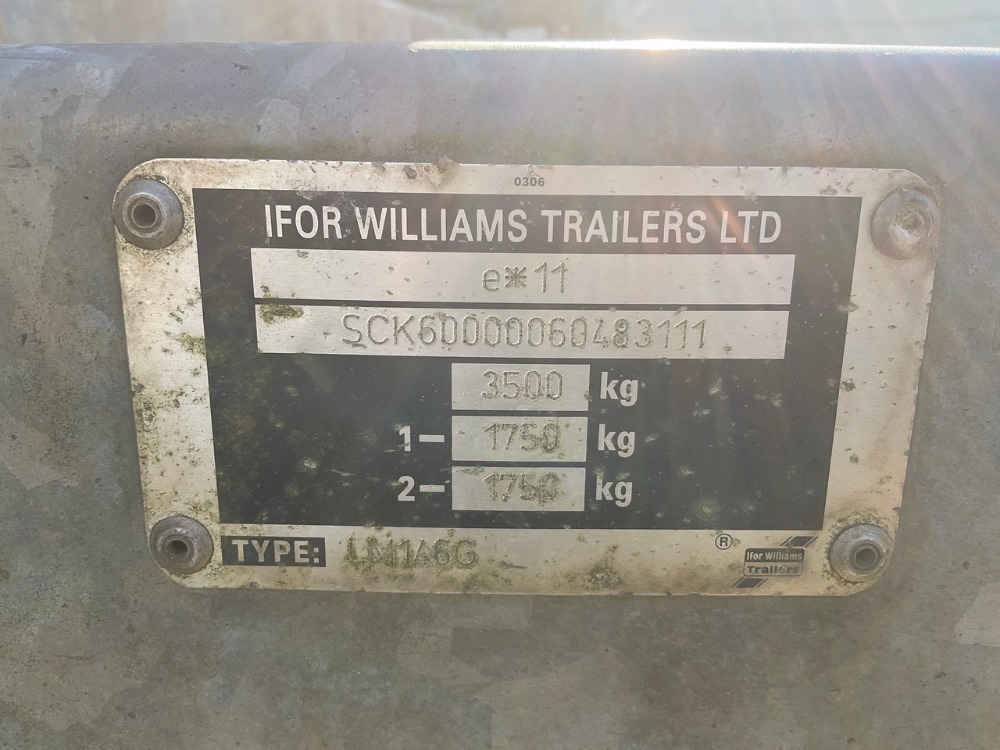 0306
IFOR WILLIAMS TRAILERS LTD
e*11
SCK60000060483111
3500 kg
1– 1750 kg
2– 1750 kg
TYPE: LM146G
®
Ifor Williams
Trailers